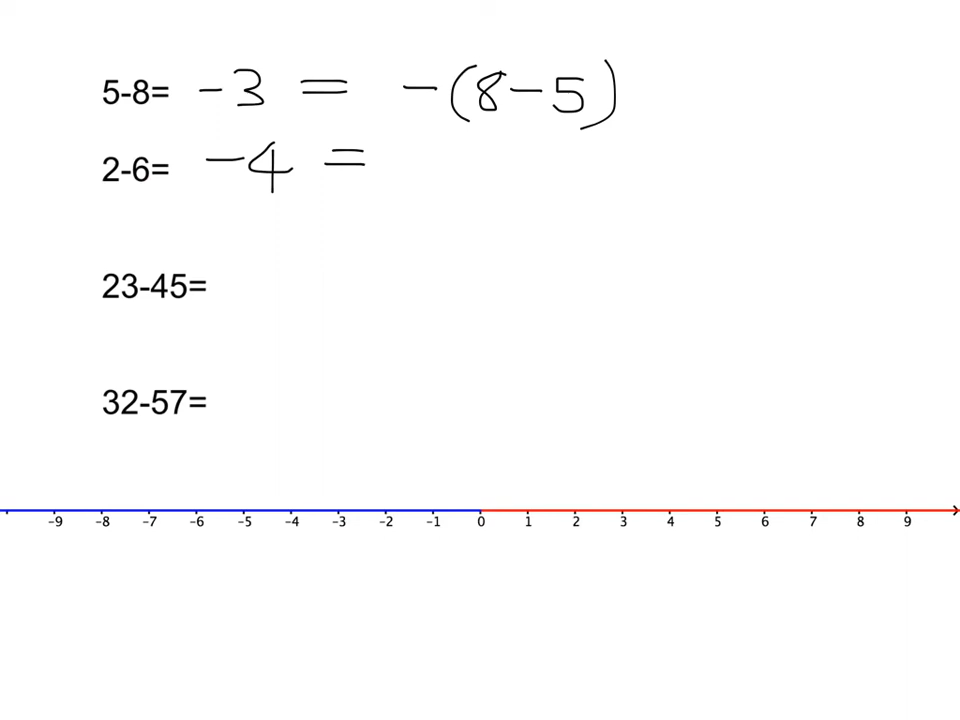 5-8= -3 = -(8-5)
2-6= -4 =
23-45=
32-57=
-9 -8 -7 -6 -5 -4 -3 -2 -1 0 1 2 3 4 5 6 7 8 9